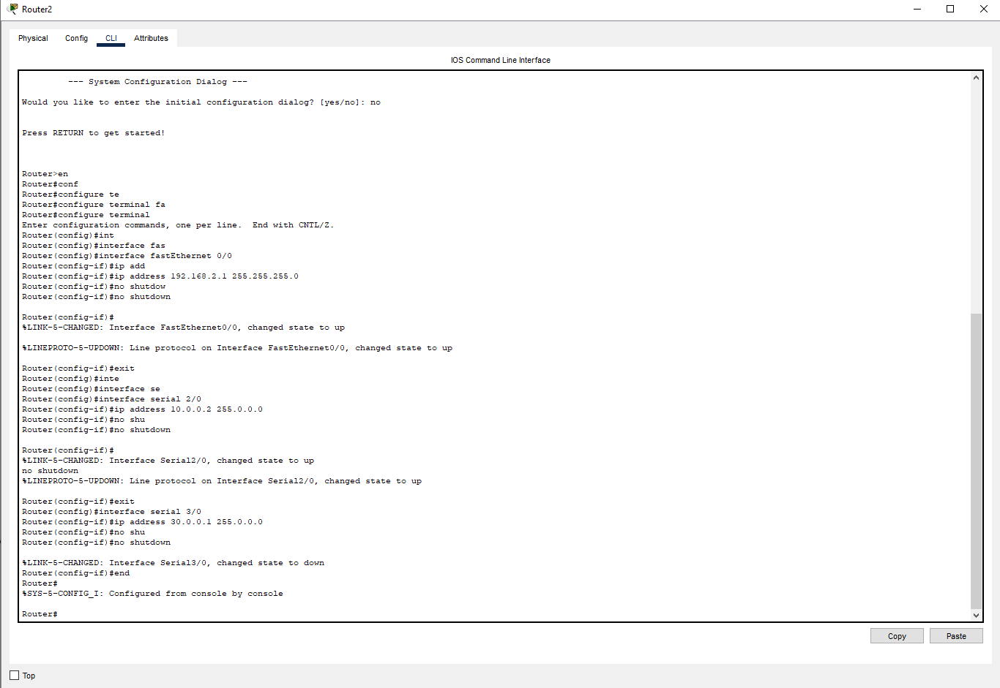 Router2
Physical Config CLI Attributes
IOS Command Line Interface
--- System Configuration Dialog ---
Would you like to enter the initial configuration dialog? [yes/no]: no
Press RETURN to get started!
Router>en
Router#conf
Router#configure te
Router#configure terminal fa
Router#configure terminal
Enter configuration commands, one per line.  End with CNTL/Z.
Router(config)#int
Router(config)#interface fas
Router(config)#interface fastEthernet 0/0
Router(config-if)#ip add
Router(config-if)#ip address 192.168.2.1 255.255.255.0
Router(config-if)#no shutdow
Router(config-if)#no shutdown
Router(config-if)#
%LINK-5-CHANGED: Interface FastEthernet0/0, changed state to up
%LINEPROTO-5-UPDOWN: Line protocol on Interface FastEthernet0/0, changed state to up
Router(config-if)#exit
Router(config)#inte
Router(config)#interface se
Router(config)#interface serial 2/0
Router(config-if)#ip address 10.0.0.2 255.0.0.0
Router(config-if)#no shu
Router(config-if)#no shutdown
Router(config-if)#
%LINK-5-CHANGED: Interface Serial2/0, changed state to up
no shutdown
%LINEPROTO-5-UPDOWN: Line protocol on Interface Serial2/0, changed state to up
Router(config-if)#exit
Router(config)#interface serial 3/0
Router(config-if)#ip address 30.0.0.1 255.0.0.0
Router(config-if)#no shu
Router(config-if)#no shutdown
%LINK-5-CHANGED: Interface Serial3/0, changed state to down
Router(config-if)#end
Router#
%SYS-5-CONFIG_I: Configured from console by console
Router#
Copy Paste
Top